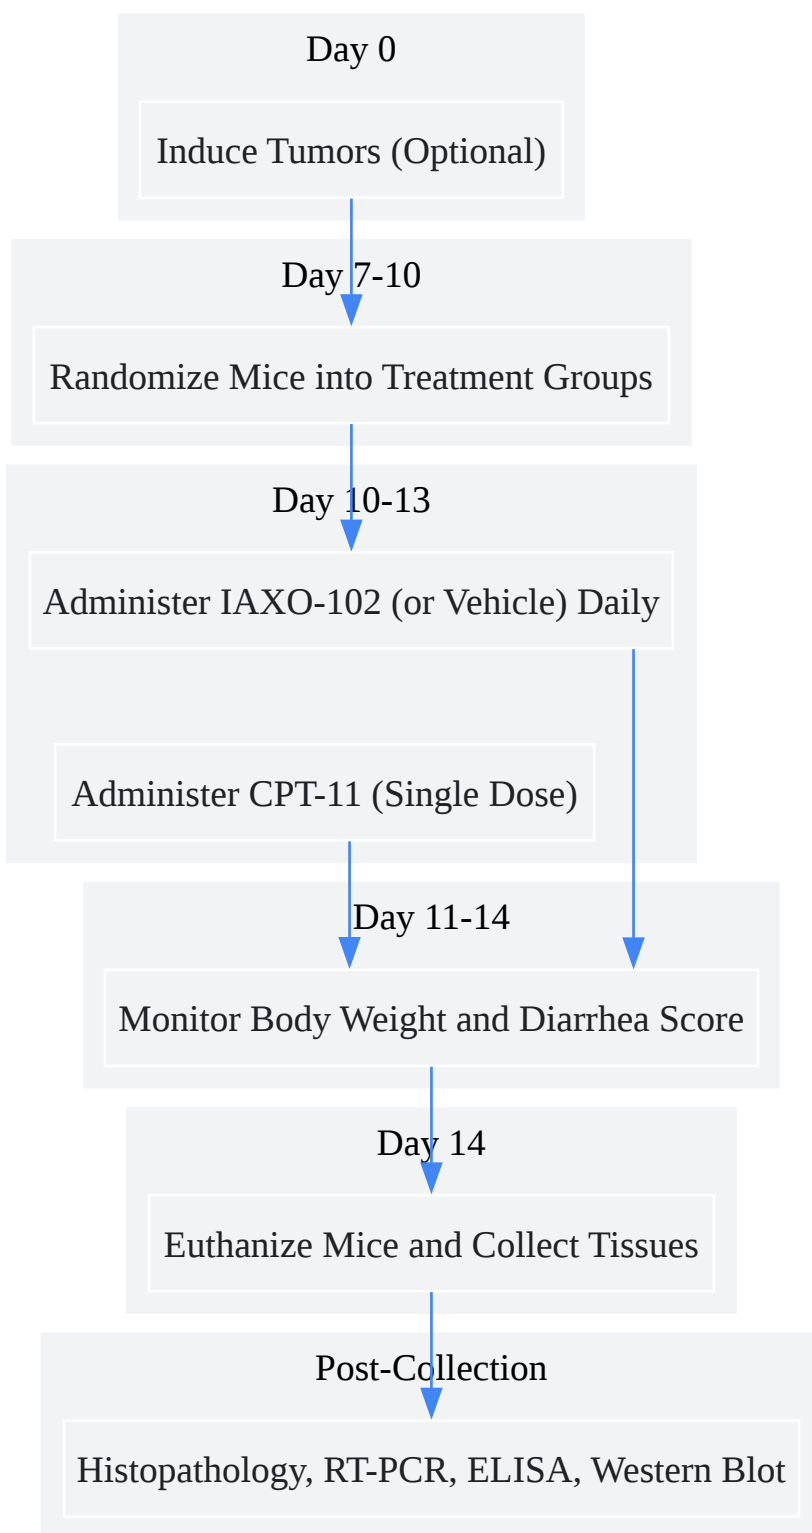 Day 0
Induce Tumors (Optional)
Day 7-10
Randomize Mice into Treatment Groups
Day 10-13
Administer IAXO-102 (or Vehicle) Daily
Administer CPT-11 (Single Dose)
Day 11-14
Monitor Body Weight and Diarrhea Score
Day 14
Euthanize Mice and Collect Tissues
Post-Collection
Histopathology, RT-PCR, ELISA, Western Blot